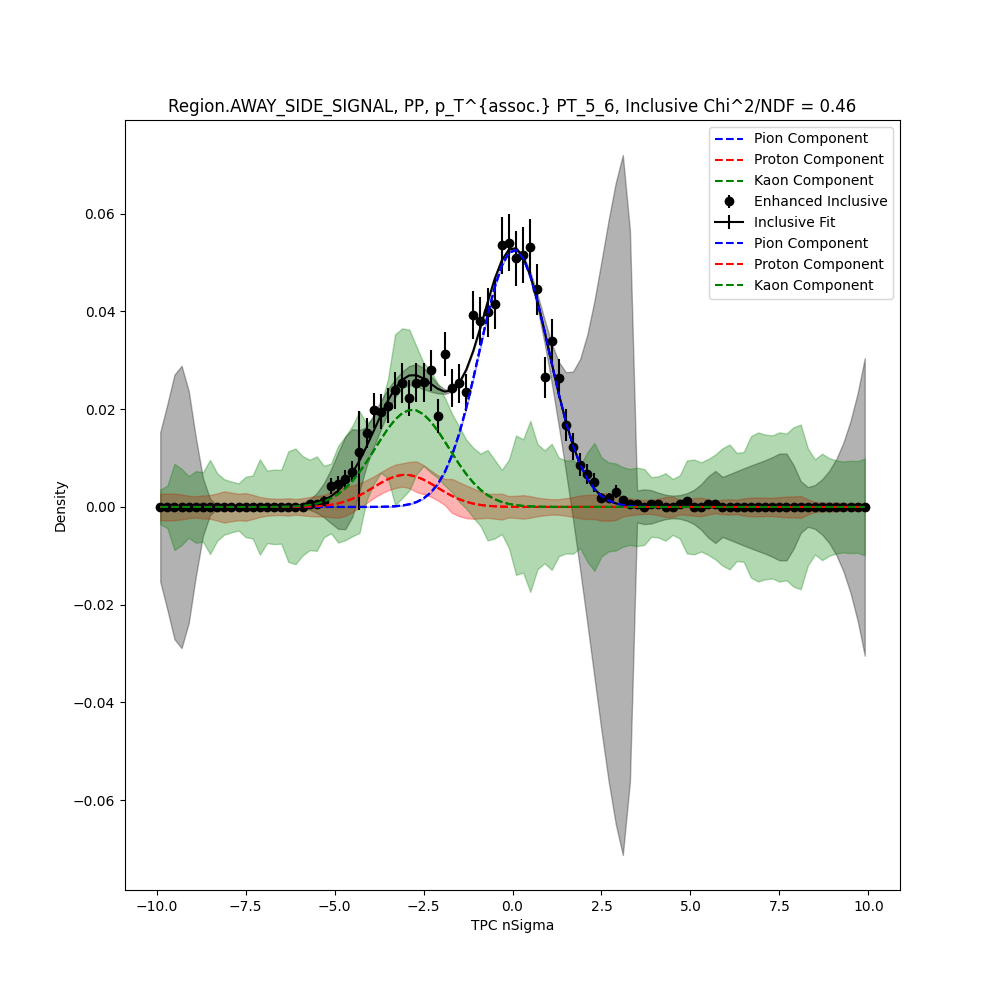 Region.AWAY_SIDE_SIGNAL, PP, p_T^{assoc.} PT_5_6, Inclusive Chi^2/NDF = 0.46
Pion Component
Proton Component
Kaon Component
Enhanced Inclusive
Inclusive Fit
Pion Component
Proton Component
Kaon Component
0.06
0.04
0.02
0.00
−0.02
−0.04
−0.06
Density
−10.0 −7.5 −5.0 −2.5 0.0 2.5 5.0 7.5 10.0
TPC nSigma